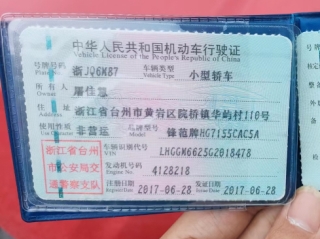 中华人民共和国机动车行驶证
Vehicle License of the People's Republic of China
号牌号码 浙JQ6K87 车辆类型 小型轿车
Plate No. Vehicle Type
所有人 屠佳慧
Owner
住址 浙江省台州市黄岩区院桥镇华屿村110号
Address
使用性质 非营运 品牌型号 锋范牌HG7155CAC5A
Use Character Model
浙江省台州市公安局交通警察支队
车辆识别代号 LHGGM6625G2018478
VIN
发动机号码 4128218
Engine No.
注册日期 2017-06-28 发证日期 2017-06-28
Register Date Issue Date